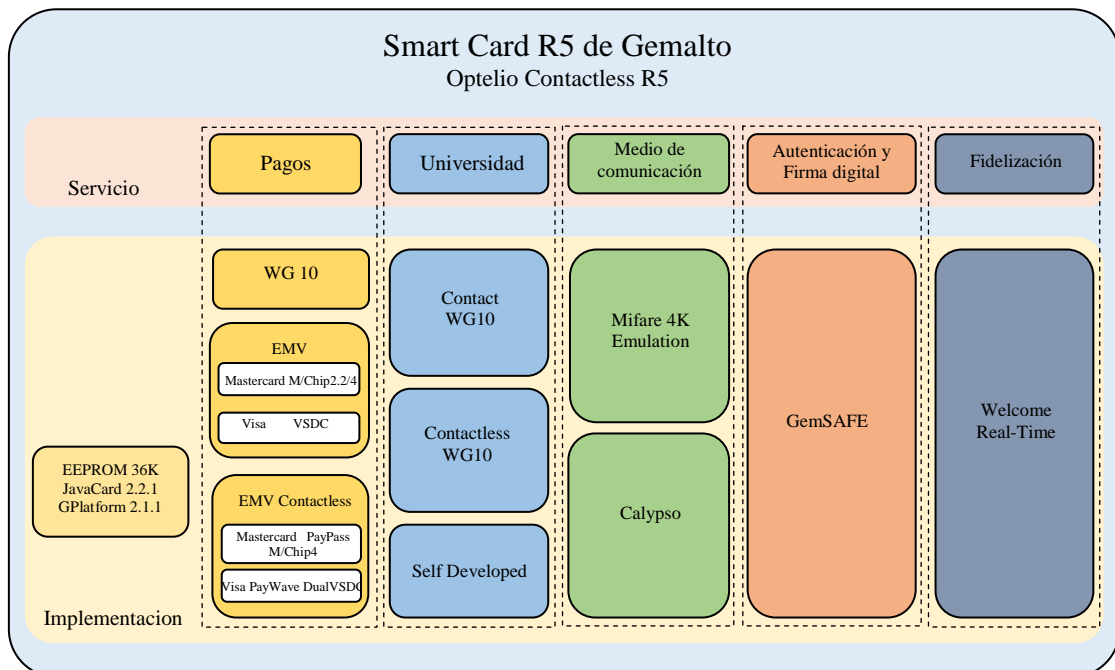 Smart Card R5 de Gemalto
Optelio Contactless R5
Servicio
Pagos
Universidad
Medio de
comunicación
Autenticación y
Firma digital
Fidelización
Implementacion
EEPROM 36K
JavaCard 2.2.1
GPlatform 2.1.1
WG 10
EMV
Mastercard M/Chip2.2/4
Visa VSDC
EMV Contactless
Mastercard PayPass
M/Chip4
Visa PayWave DualVSDC
Contact
WG10
Contactless
WG10
Self Developed
Mifare 4K
Emulation
Calypso
GemSAFE
Welcome
Real-Time